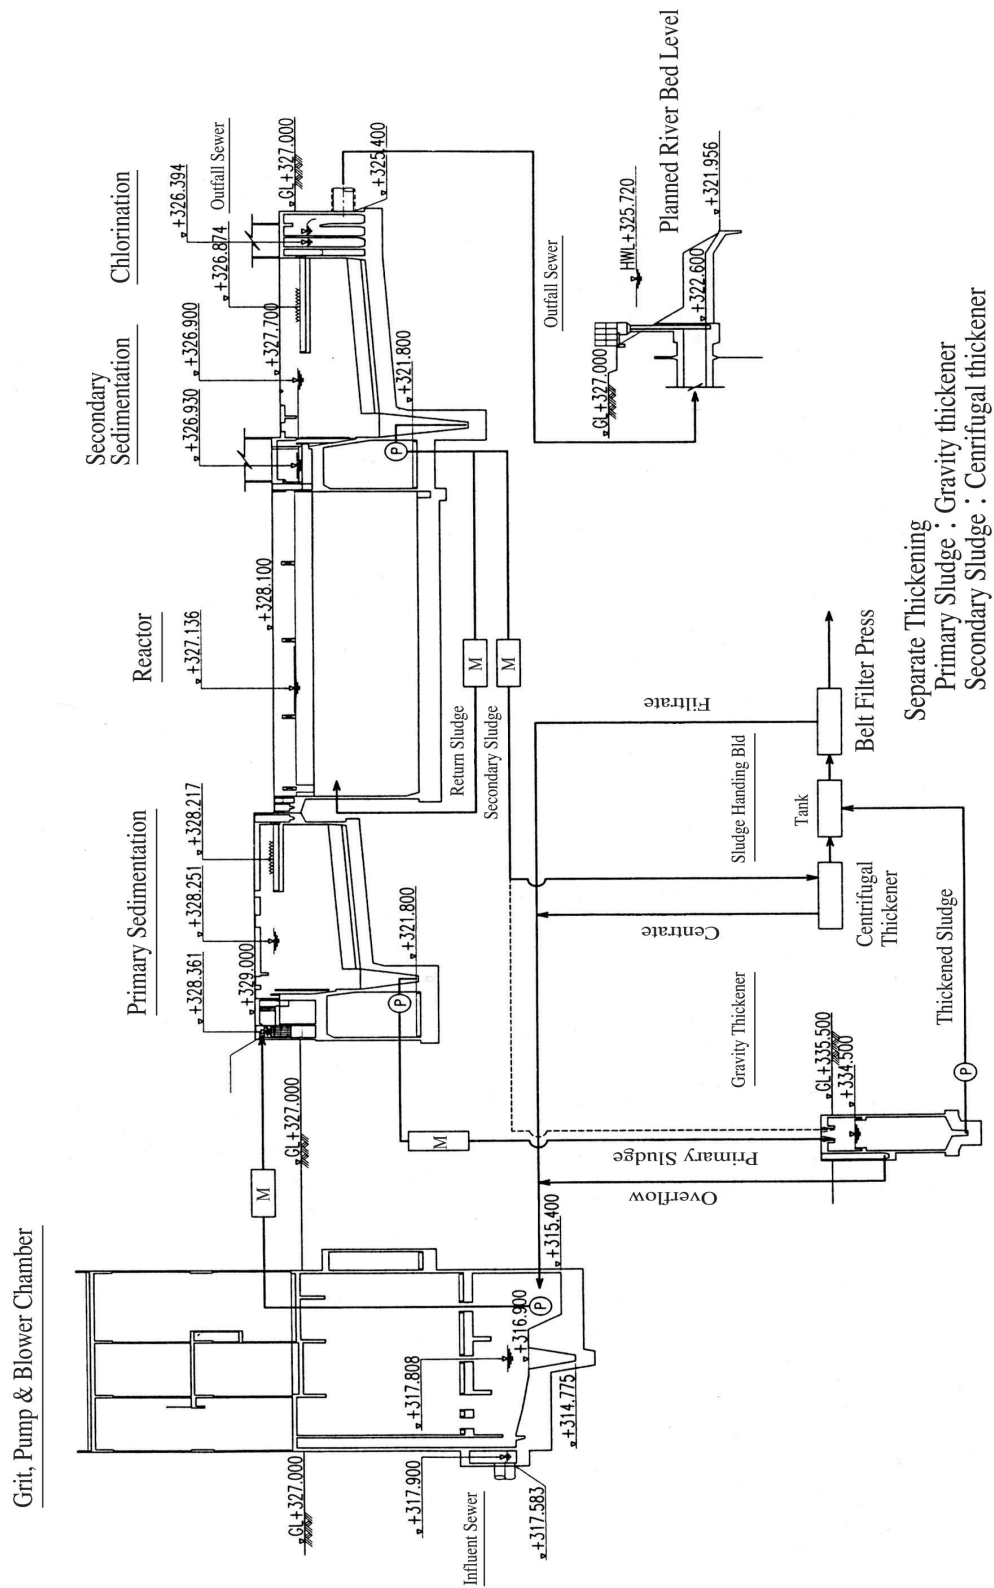 Grit, Pump & Blower Chamber
Primary Sedimentation
Reactor
Secondary
Sedimentation
Chlorination
GL+327.000
+317.900
Influent Sewer
+317.583
+317.808
+314.775
+316.900
+315.400
P
M
GL+327.000
+328.361
+329.000
+328.251
+328.217
+321.800
P
M
+327.136
+328.100
Return Sludge
Secondary Sludge
M
M
+326.930
+326.900
+327.700
+326.874
+326.394
Outfall Sewer
GL+327.000
+325.400
+321.800
P
Outfall Sewer
GL+327.000
HWL+325.720
Planned River Bed Level
+322.600
+321.956
Overflow
Primary Sludge
Gravity Thickener
GL+335.500
+334.500
P
Thickened Sludge
Centrate
Filtrate
Sludge Handing Bld
Centrifugal
Thickener
Tank
Belt Filter Press
Separate Thickening
Primary Sludge : Gravity thickener
Secondary Sludge : Cenrifugal thickener